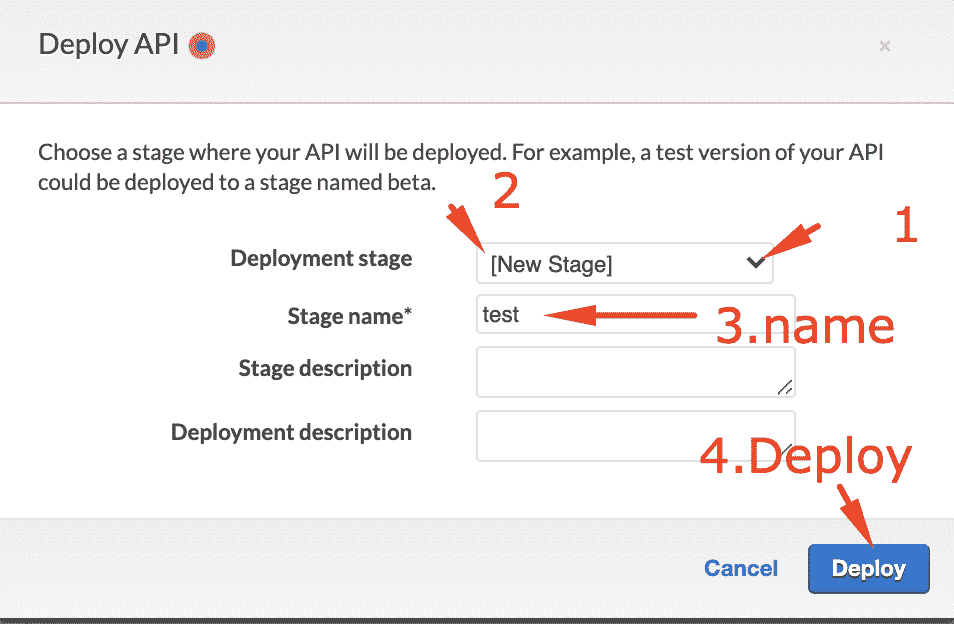 Deploy API
×
Choose a stage where your API will be deployed. For example, a test version of your API
could be deployed to a stage named beta.
2
1
Deployment stage [New Stage]
Stage name* test
3.name
Stage description
Deployment description
4.Deploy
Cancel Deploy